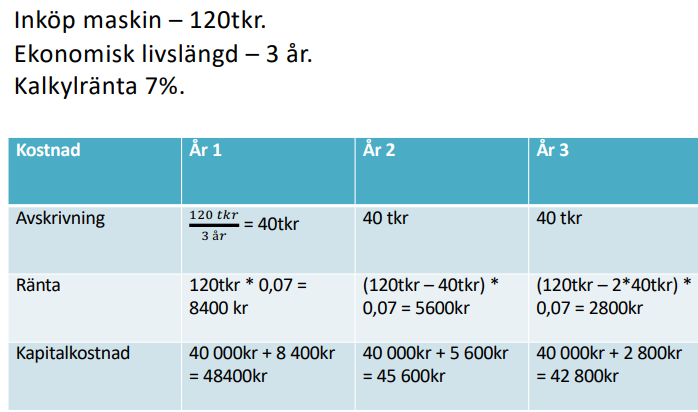 Inköp maskin – 120tkr.
Ekonomisk livslängd – 3 år.
Kalkylränta 7%.
Kostnad År 1 År 2 År 3
Avskrivning 120 tkr / 3 år = 40tkr 40 tkr 40 tkr
Ränta 120tkr * 0,07 = (120tkr – 40tkr) * (120tkr – 2*40tkr) *
8400 kr 0,07 = 5600kr 0,07 = 2800kr
Kapitalkostnad 40 000kr + 8 400kr 40 000kr + 5 600kr 40 000kr + 2 800kr
= 48400kr = 45 600kr = 42 800kr